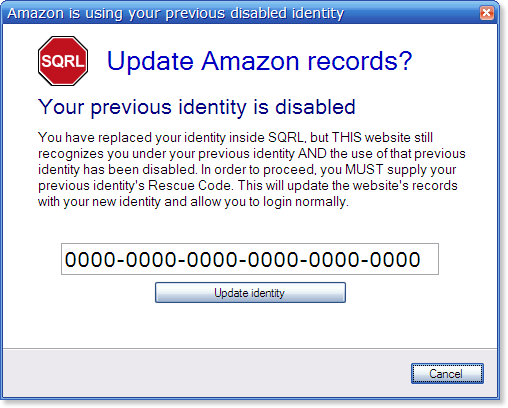 Amazon is using your previous disabled identity
SQRL
Update Amazon records?
Your previous identity is disabled
You have replaced your identity inside SQRL, but THIS website still
recognizes you under your previous identity AND the use of that previous
identity has been disabled. In order to proceed, you MUST supply your
previous identity's Rescue Code. This will update the website's records
with your new identity and allow you to login normally.
0000-0000-0000-0000-0000-0000
Update identity
Cancel